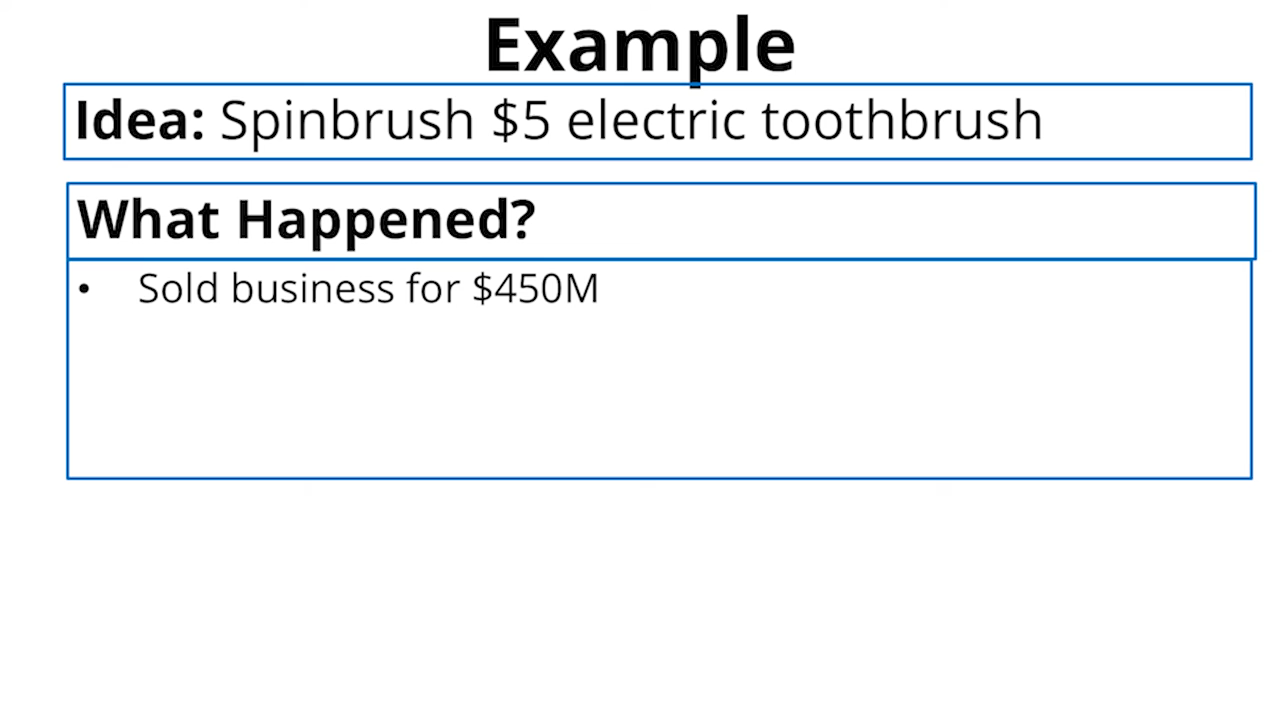 Example
Idea: Spinbrush $5 electric toothbrush
What Happened?
• Sold business for $450M